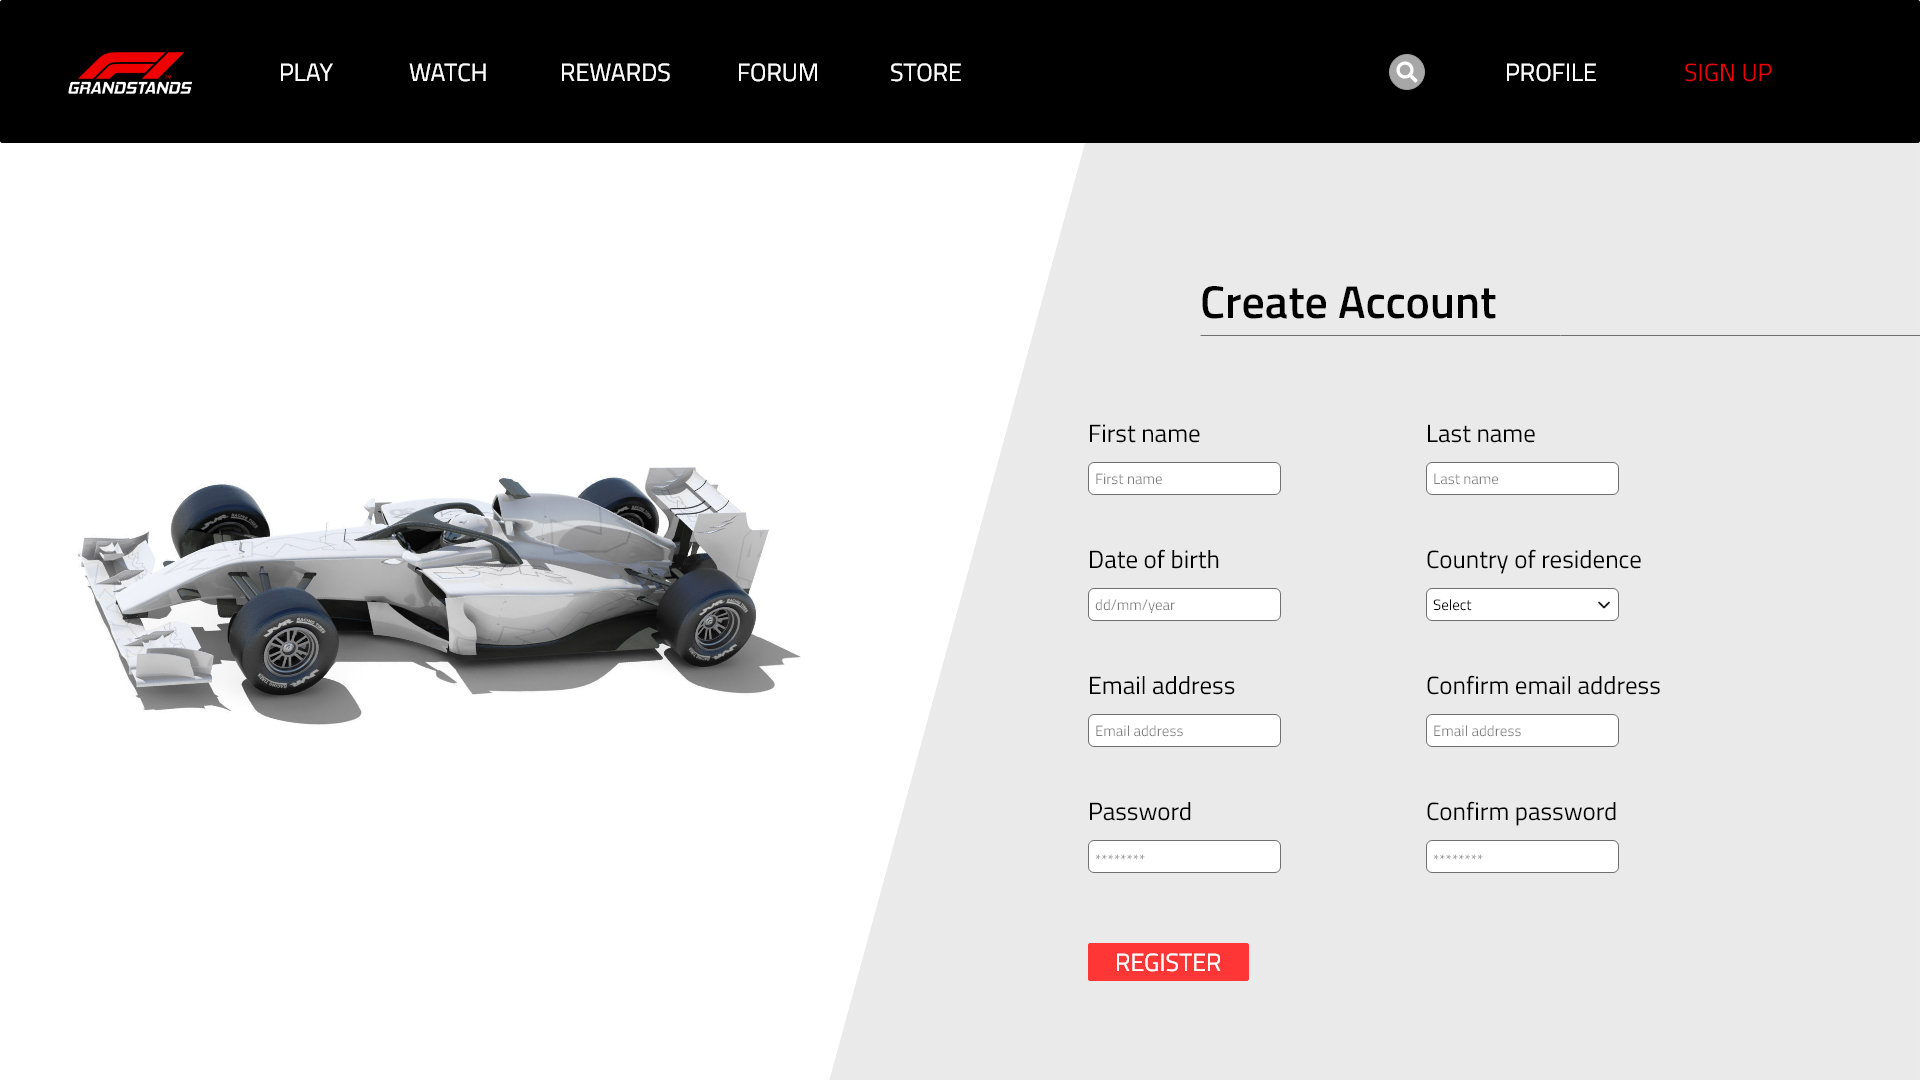 GRANDSTANDS
PLAY WATCH REWARDS FORUM STORE PROFILE SIGN UP
Create Account
First name Last name
First name Last name
Date of birth Country of residence
dd/mm/year Select
Email address Confirm email address
Email address Email address
Password Confirm password
******** ********
REGISTER